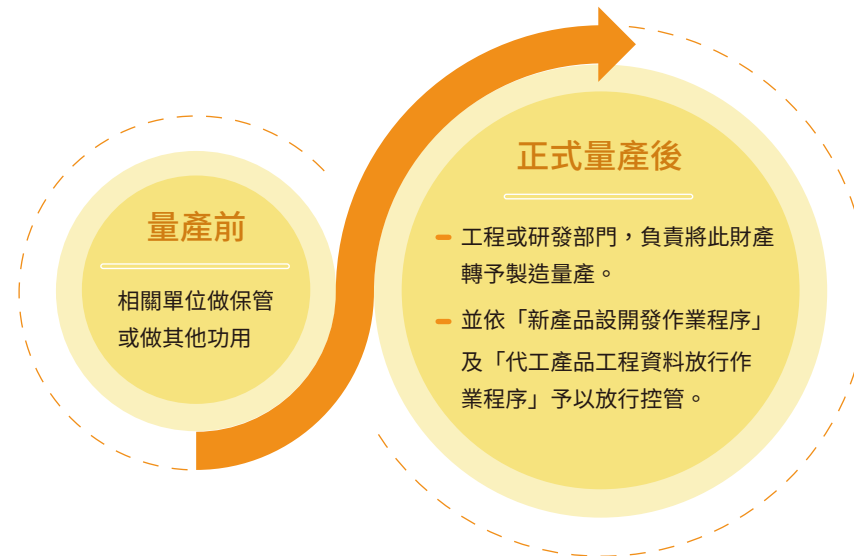 量產前
相關單位做保管
或做其他功用
正式量產後
工程或研發部門，負責將此財產
轉予製造量產。
並依「新產品設開發作業程序」
及「代工產品工程資料放行作
業程序」予以放行控管。